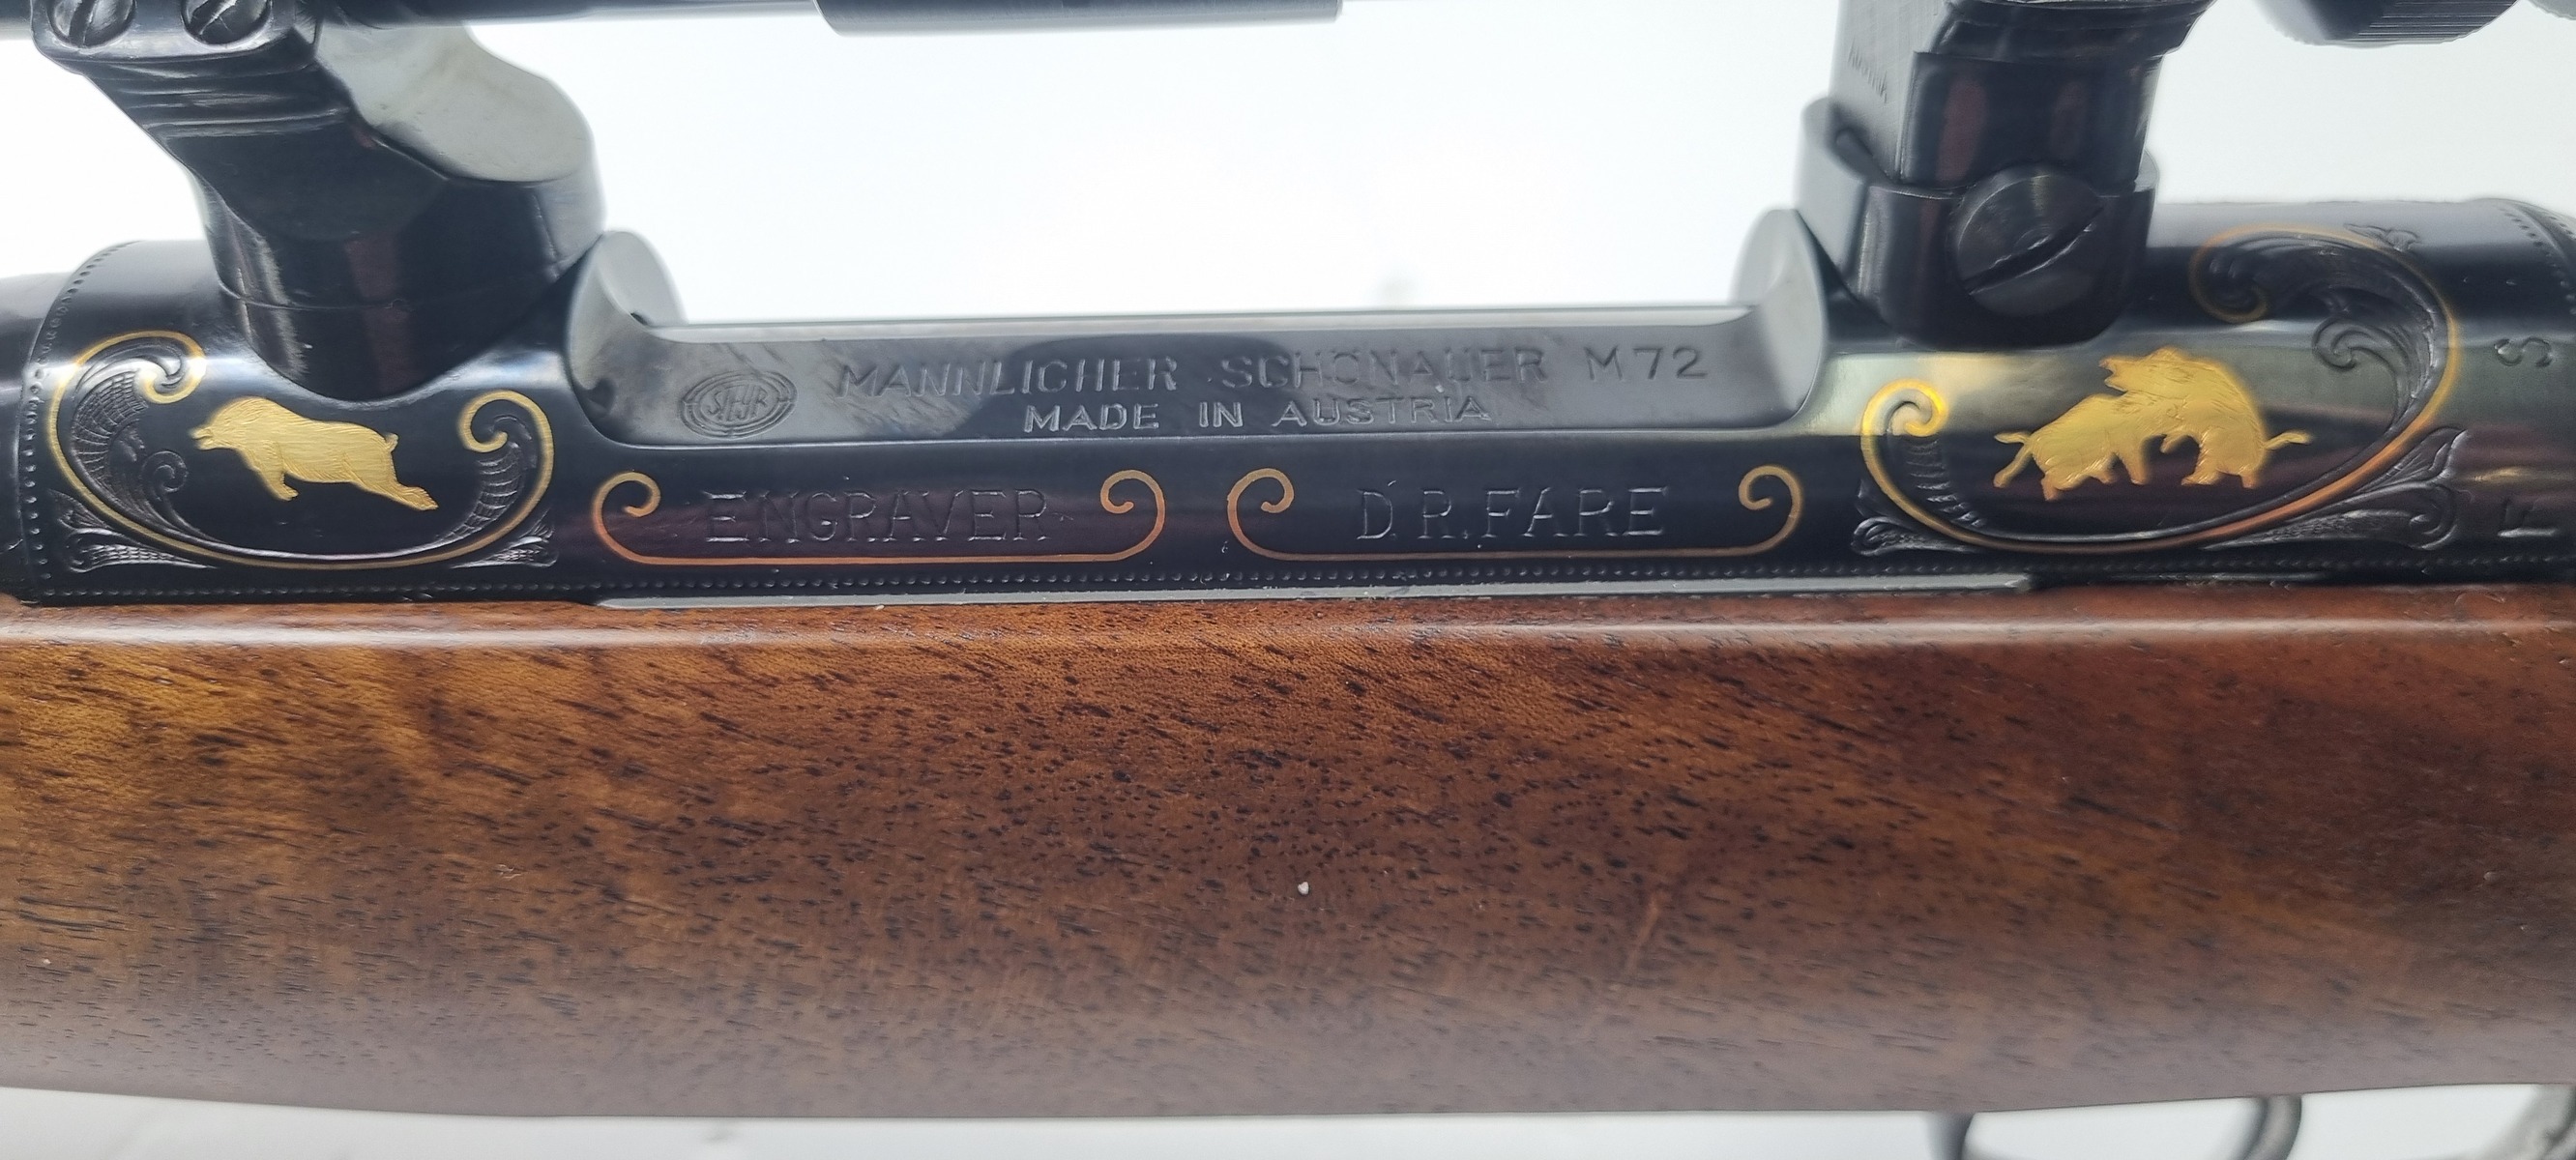 MANNLICHER SCHÖNAUER M72
MADE IN AUSTRIA
ENGRAVER D.R.FARE
S
F